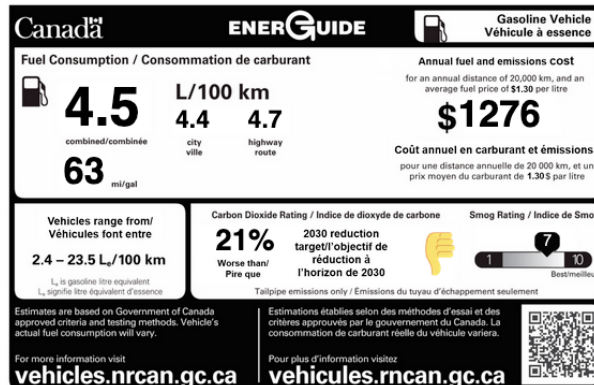 Canada
ENERGUIDE
Gasoline Vehicle
Véhicule à essence
Fuel Consumption / Consommation de carburant
4.5
combined/combinée
63 mi/gal
L/100 km
4.4
city
ville
4.7
highway
route
Annual fuel and emissions cost
for an annual distance of 20,000 km, and an
average fuel price of $1.30 per litre
$1276
Coût annuel en carburant et émissions
pour une distance annuelle de 20 000 km, et un
prix moyen du carburant de 1.30$ par litre
Vehicles range from/
Véhicules font entre
2.4 – 23.5 Lₑ/100 km
Lₑ is gasoline litre equivalent
Lₑ signifie litre équivalent d'essence
Carbon Dioxide Rating / Indice de dioxyde de carbone
21%
Worse than/
Pire que
2030 reduction
target/l'objectif de
réduction à
l'horizon de 2030
Smog Rating / Indice de Smo
7
1
10
Best/meilleu
Tailpipe emissions only / Émissions du tuyau d'échappement seulement
Estimates are based on Government of Canada
approved criteria and testing methods. Vehicle's
actual fuel consumption will vary.
For more information visit
vehicles.nrcan.gc.ca
Estimations établies selon des méthodes d'essai et des
critères approuvés par le gouvernement du Canada. La
consommation de carburant réelle du véhicule variera.
Pour plus d'information visitez
vehicules.rncan.gc.ca